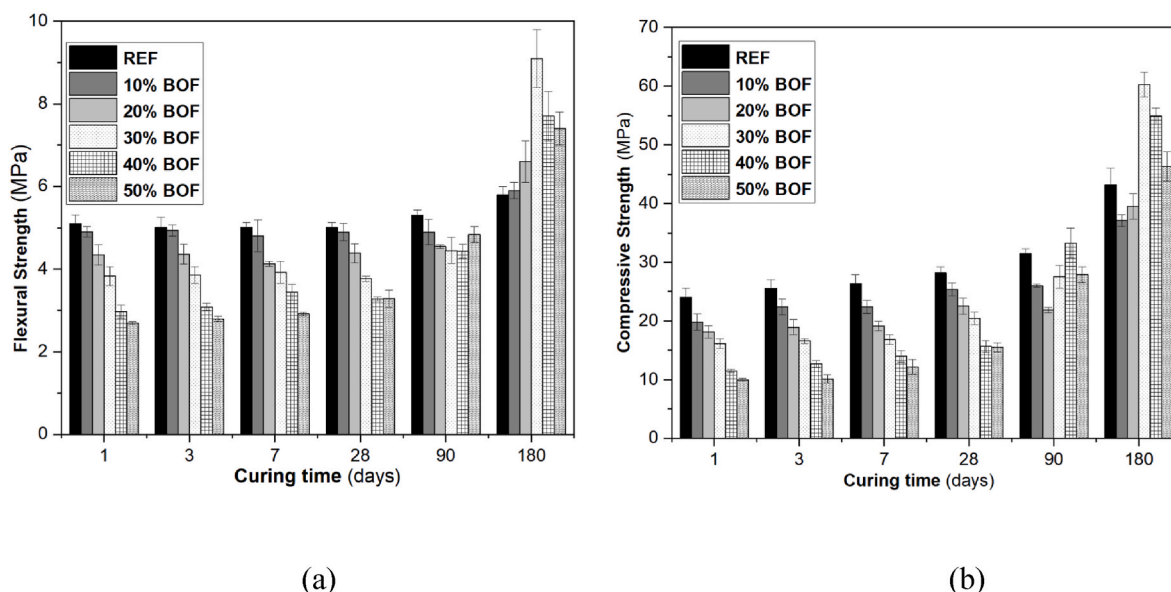 10
8
6
4
2
0
Flexural Strength (MPa)
REF
10% BOF
20% BOF
30% BOF
40% BOF
50% BOF
1 3 7 28 90 180
Curing time (days)
(a)
70
60
50
40
30
20
10
0
Compressive Strength (MPa)
REF
10% BOF
20% BOF
30% BOF
40% BOF
50% BOF
1 3 7 28 90 180
Curing time (days)
(b)